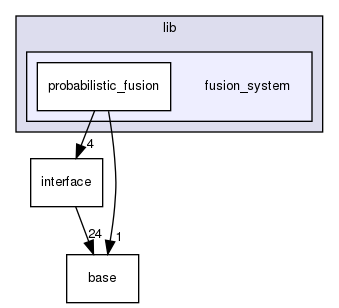 lib
probabilistic_fusion
fusion_system
4
interface
24
1
base